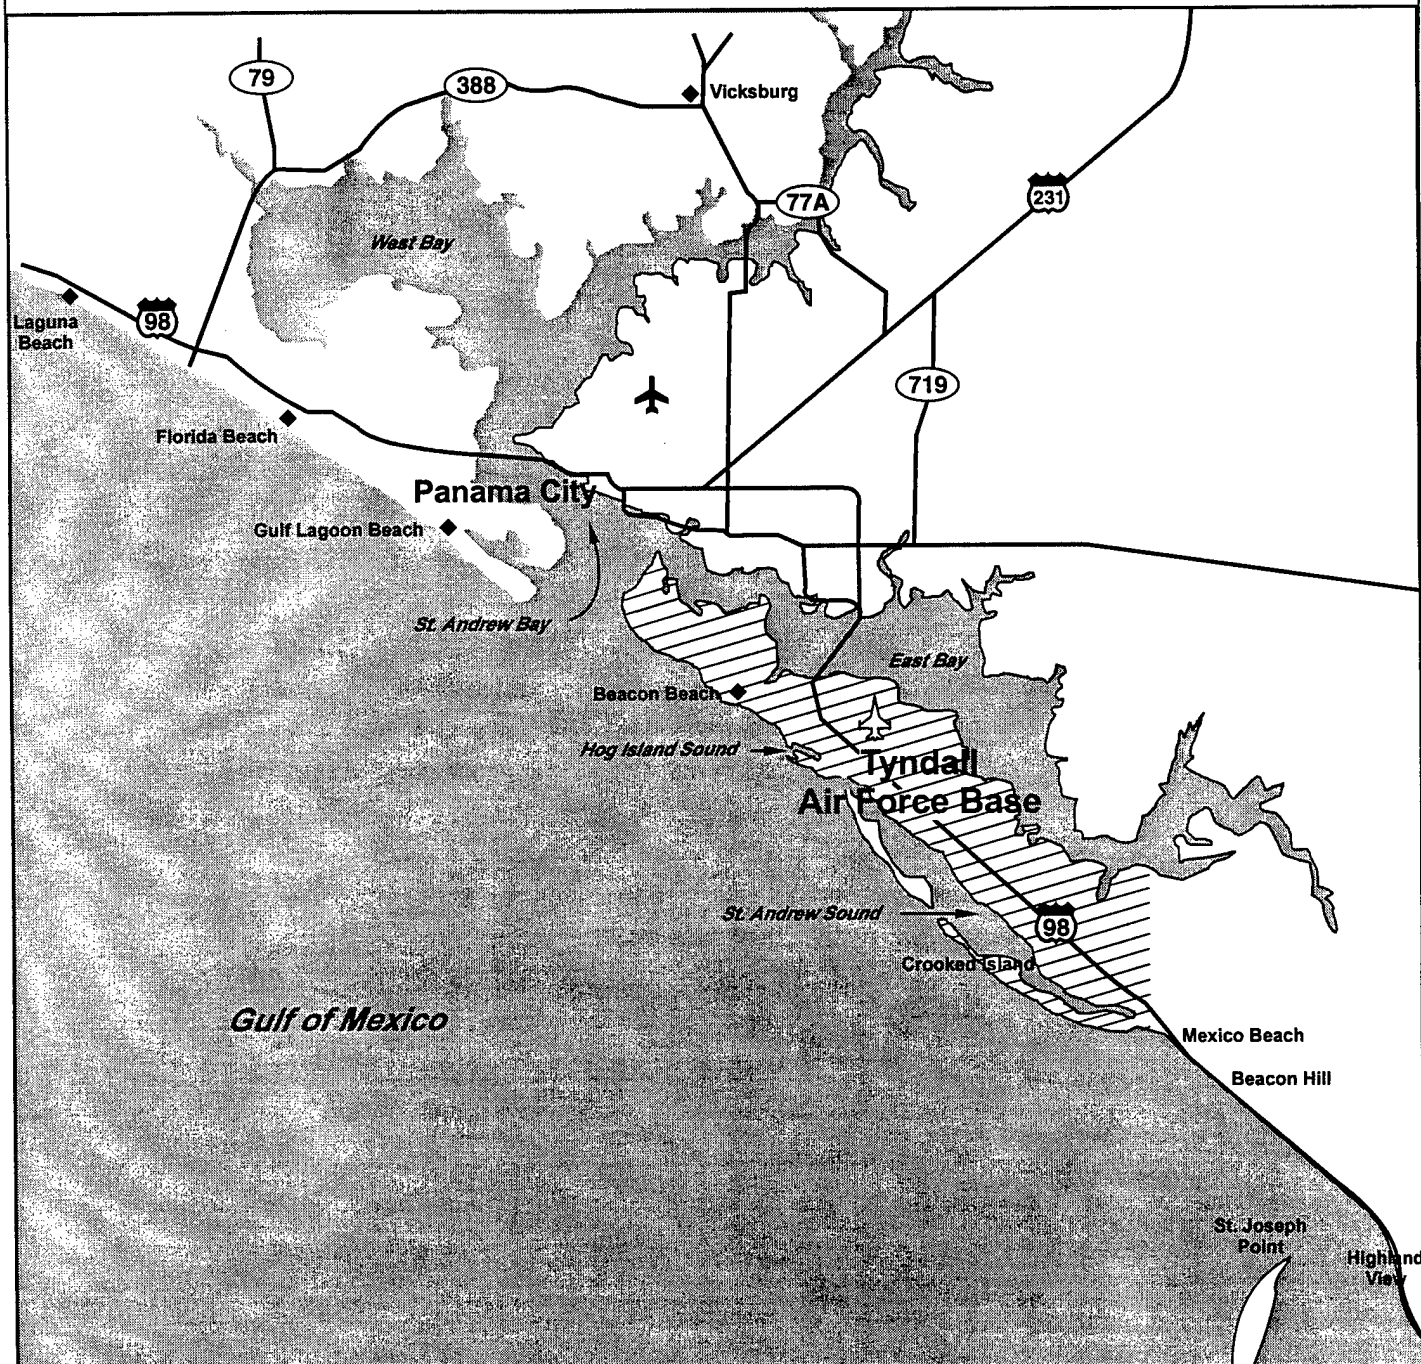 79
388
Vicksburg
77A
231
West Bay
98
Laguna
Beach
719
Florida Beach
Panama City
Gulf Lagoon Beach
St. Andrew Bay
East Bay
Beacon Beach
Hog Island Sound
Tyndall
Air Force Base
St. Andrew Sound
98
Crooked Island
Gulf of Mexico
Mexico Beach
Beacon Hill
St. Joseph
Point
Highland
View